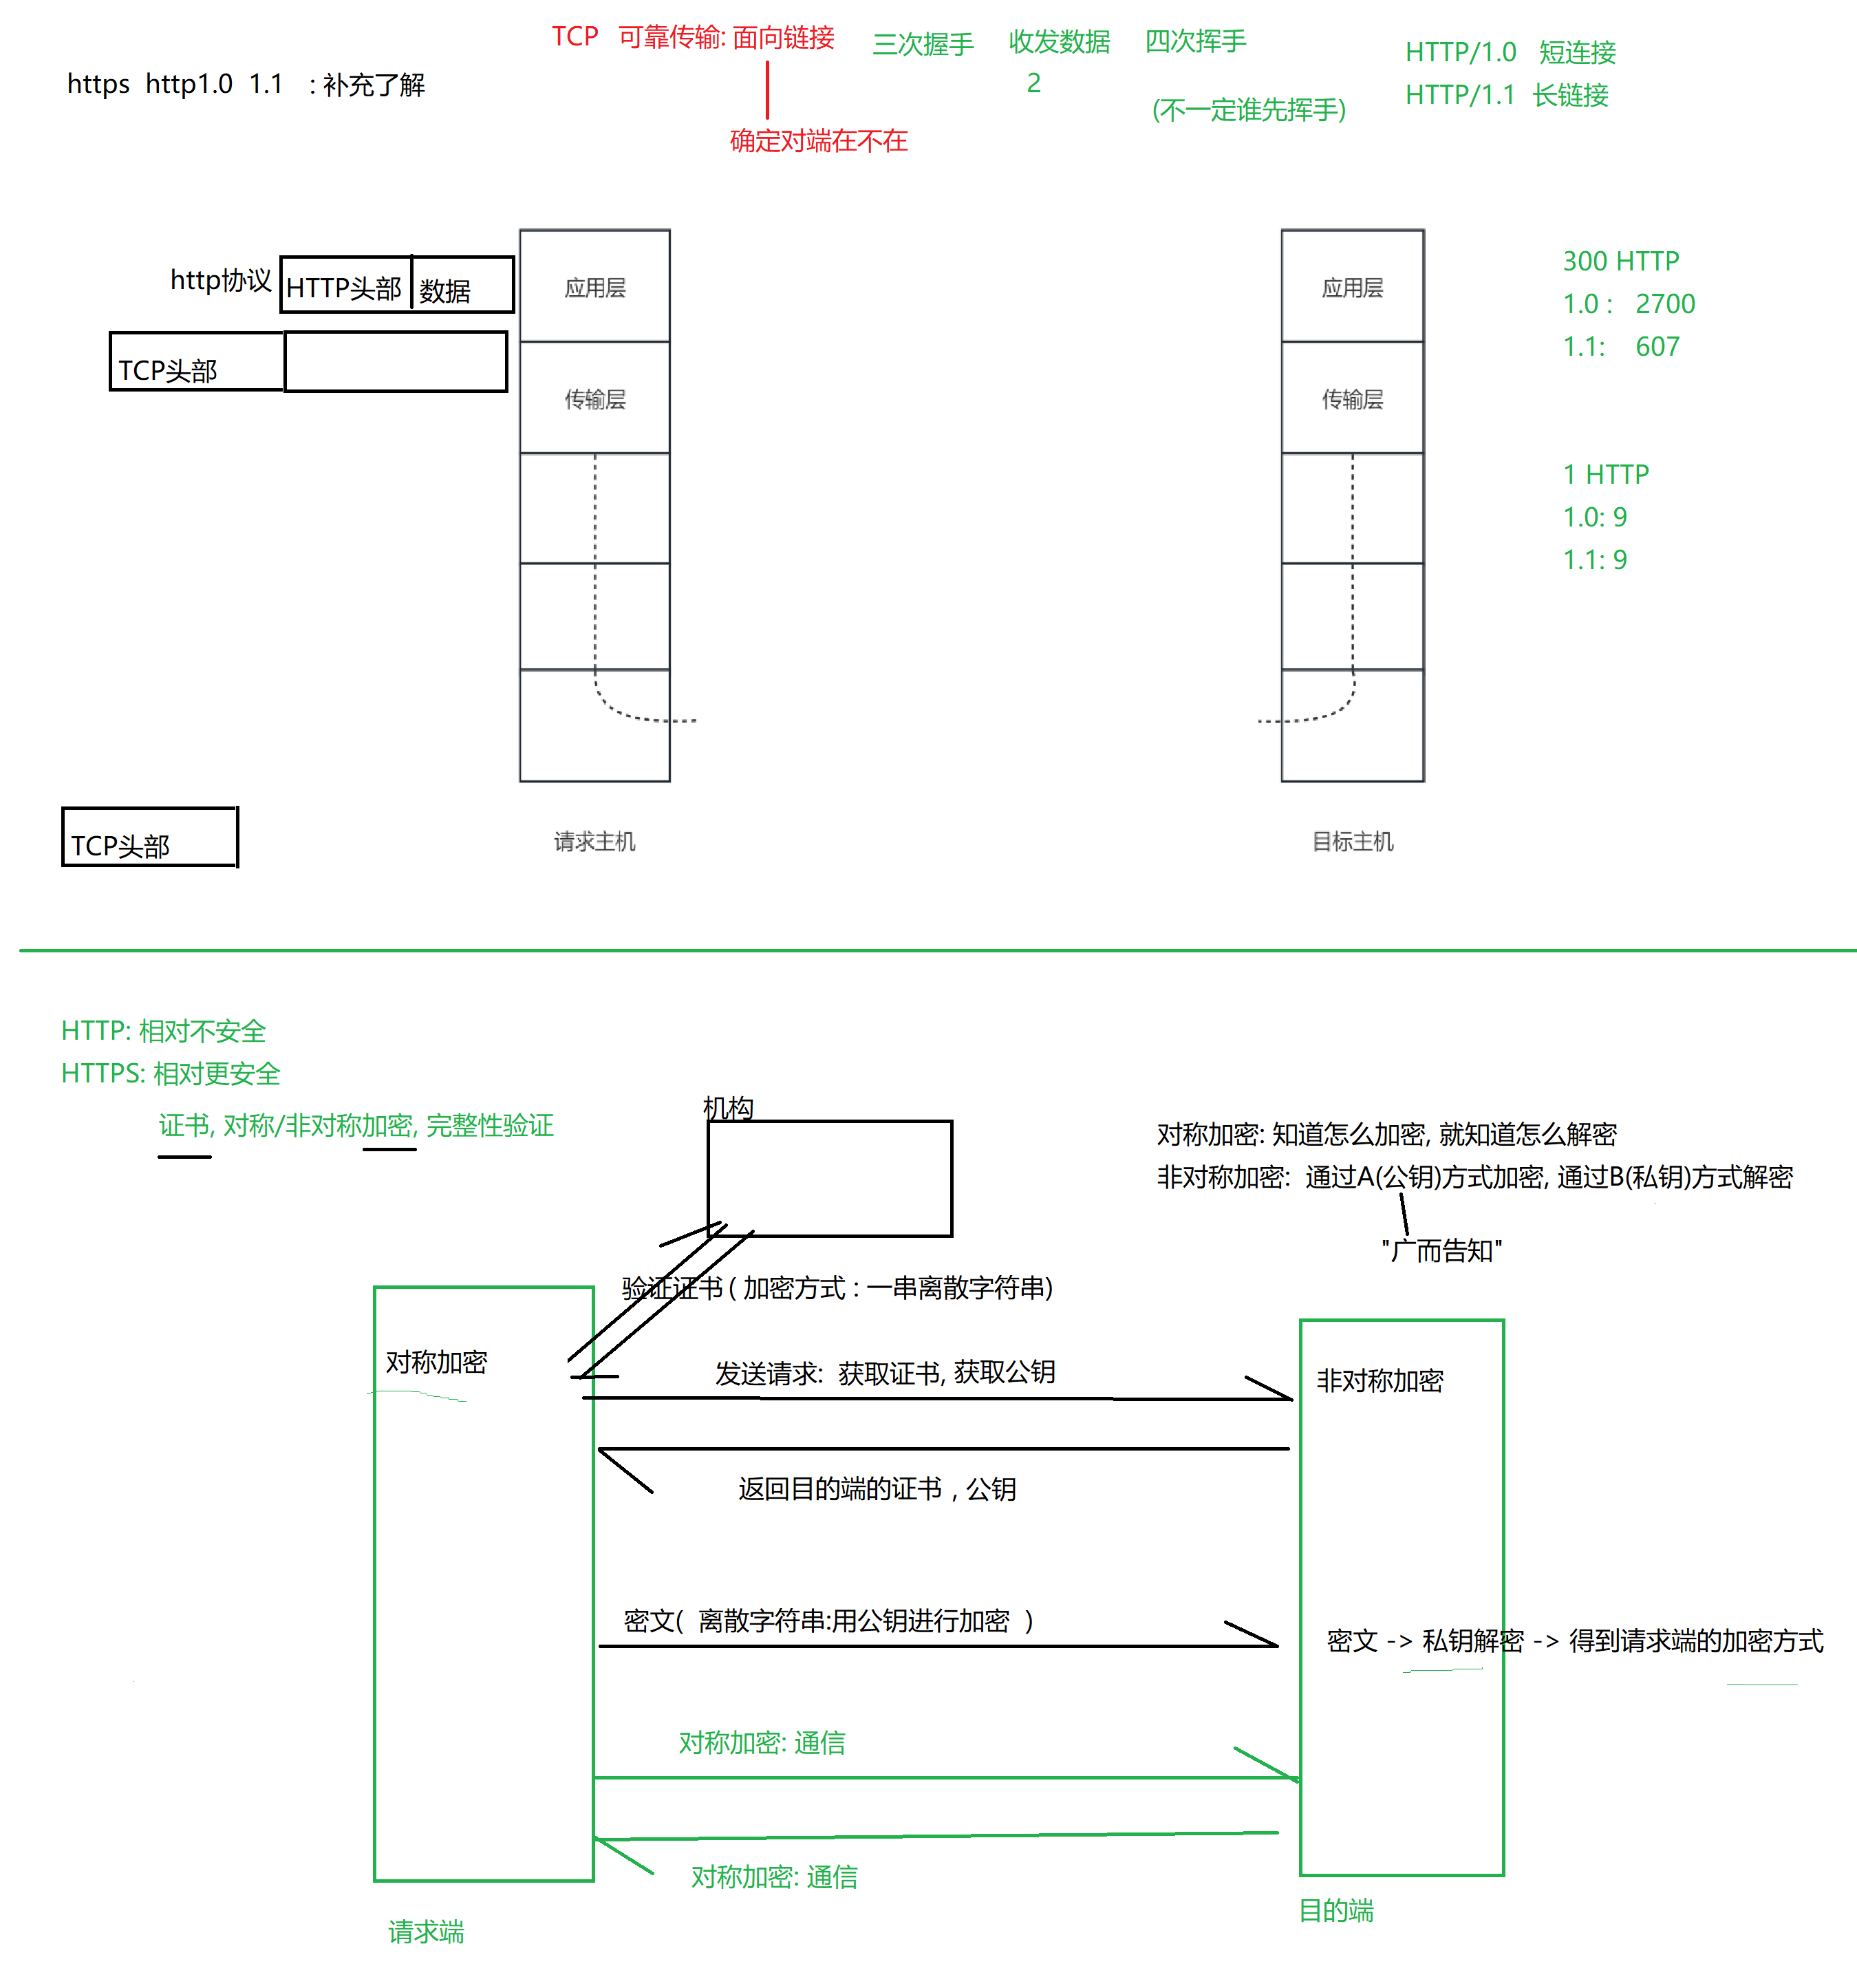 TCP 可靠传输: 面向链接 三次握手 收发数据 四次挥手
2
(不一定谁先挥手)
HTTP/1.0 短连接
HTTP/1.1 长链接
https http1.0 1.1 : 补充了解
确定对端在不在
http协议 HTTP头部 数据
TCP头部
应用层
传输层
请求主机
应用层
传输层
目标主机
300 HTTP
1.0 : 2700
1.1: 607
1 HTTP
1.0: 9
1.1: 9
TCP头部
HTTP: 相对不安全
HTTPS: 相对更安全
证书, 对称/非对称加密, 完整性验证
机构
对称加密: 知道怎么加密, 就知道怎么解密
非对称加密: 通过A(公钥)方式加密, 通过B(私钥)方式解密
"广而告知"
验证证书 ( 加密方式 : 一串离散字符串)
对称加密
发送请求: 获取证书, 获取公钥
非对称加密
返回目的端的证书 , 公钥
密文( 离散字符串:用公钥进行加密 )
密文 -> 私钥解密 -> 得到请求端的加密方式
对称加密: 通信
对称加密: 通信
请求端
目的端